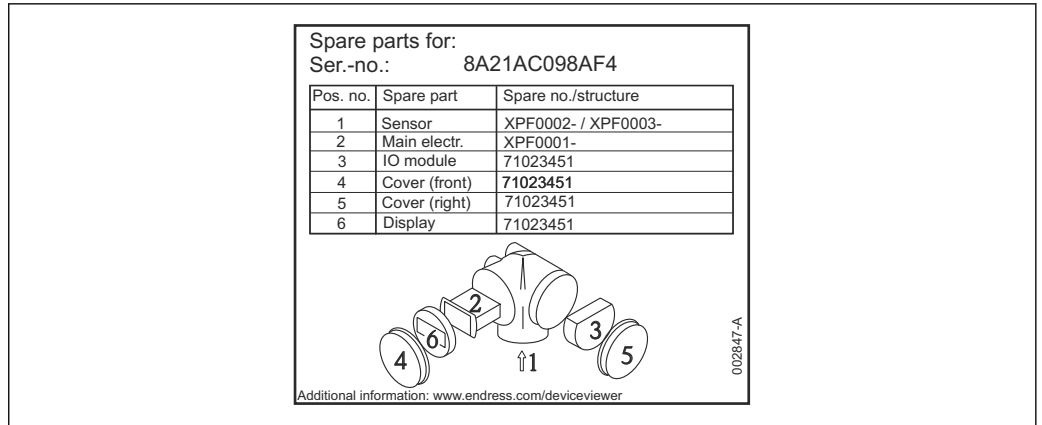 Spare parts for:
Ser.-no.: 8A21AC098AF4
Pos. no. Spare part Spare no./structure
1 Sensor XPF0002- / XPF0003-
2 Main electr. XPF0001-
3 IO module 71023451
4 Cover (front) 71023451
5 Cover (right) 71023451
6 Display 71023451
2
6
3
4
1
5
002847-A
Additional information: www.endress.com/deviceviewer